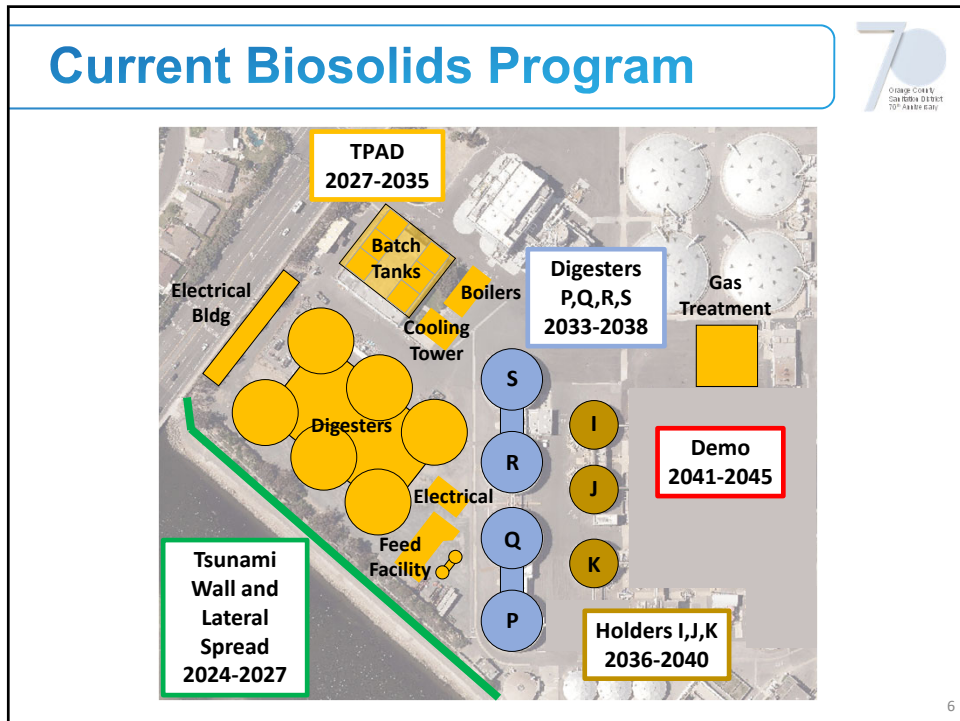 Current Biosolids Program
70
Orange County
Sanitation District
70th Anniversary
TPAD
2027-2035
Batch
Tanks
Boilers
Cooling
Tower
Electrical
Bldg
Digesters
P,Q,R,S
2033-2038
Gas
Treatment
S
R
Q
P
I
J
K
Digesters
Electrical
Feed
Facility
Demo
2041-2045
Tsunami
Wall and
Lateral
Spread
2024-2027
Holders I,J,K
2036-2040
6